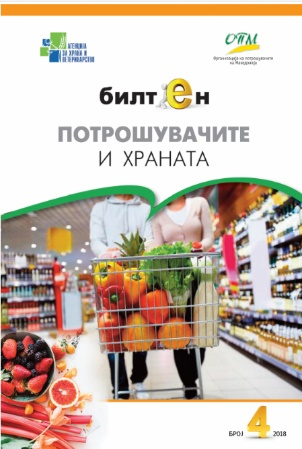 АГЕНЦИЈА
ЗА ХРАНА И
ВЕТЕРИНАРСТВО
ОПМ
Организација на потрошувачите
на Македонија
билтен
ПОТРОШУВАЧИТЕ
И ХРАНАТА
БРОЈ 4 2018